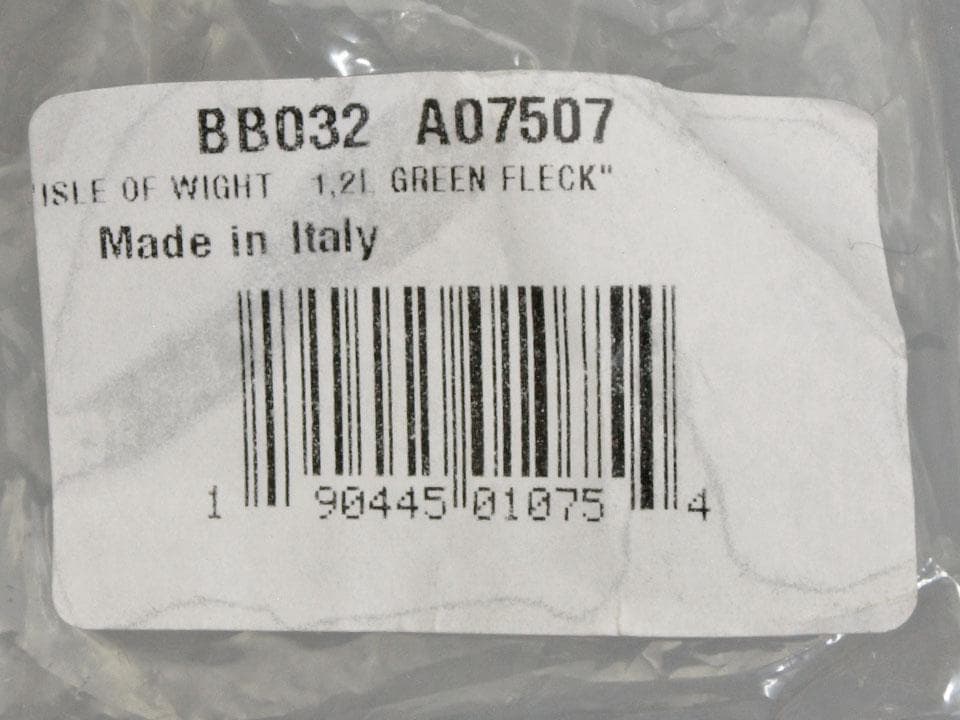 BB032 A07507
"ISLE OF WIGHT 1,2L GREEN FLECK"
Made in Italy
1 90445 01075 4